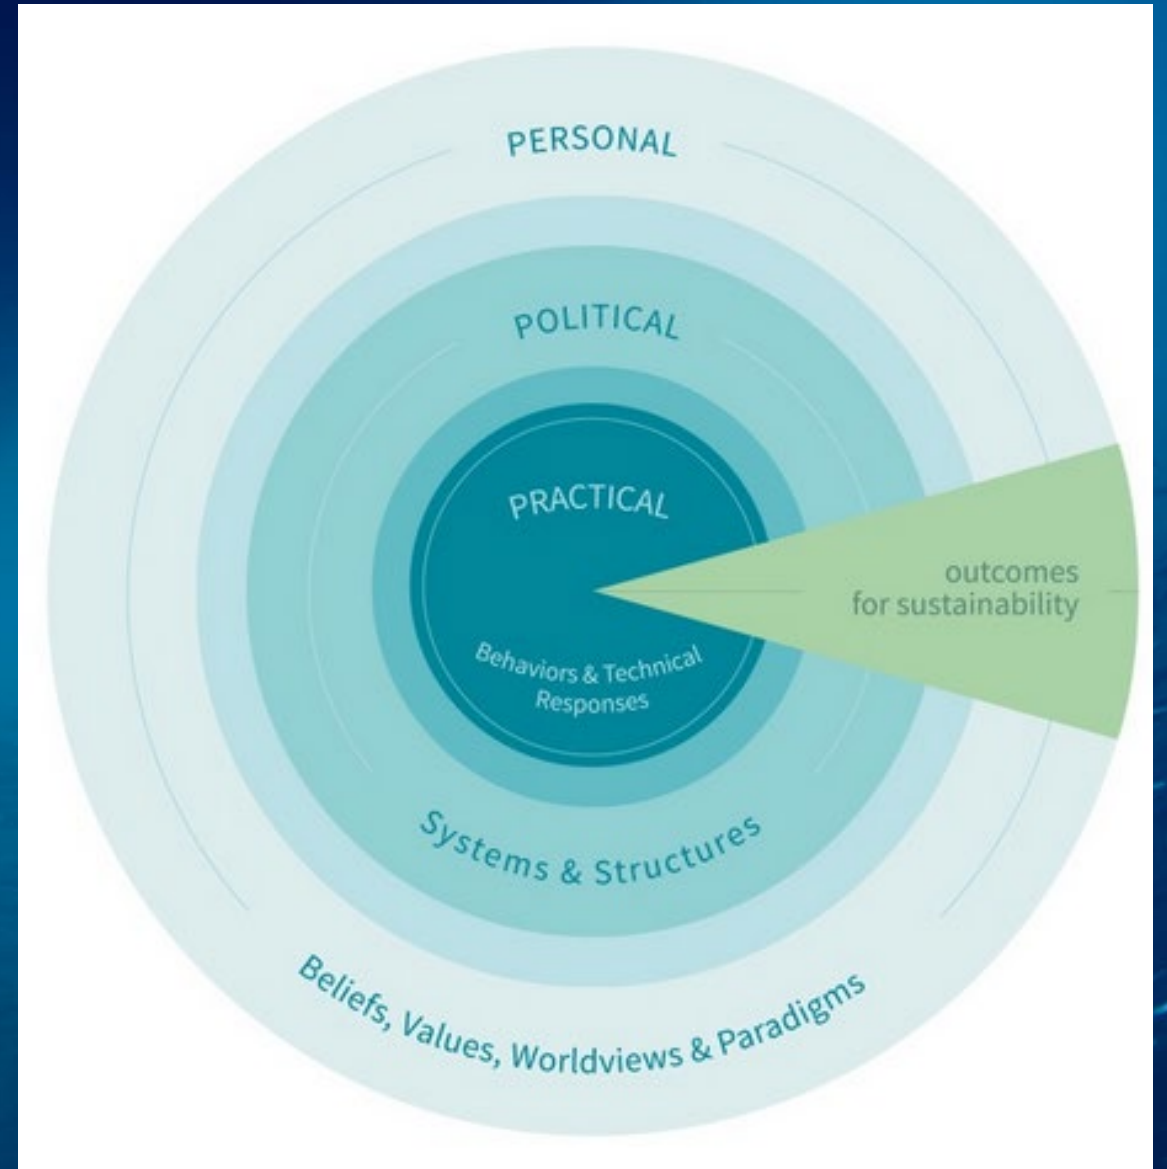 PERSONAL
POLITICAL
PRACTICAL
outcomes
for sustainability
Behaviors & Technical
Responses
Systems & Structures
Beliefs, Values, Worldviews & Paradigms